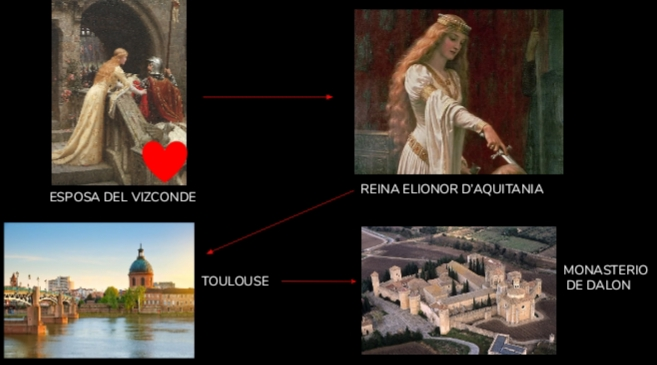 ESPOSA DEL VIZCONDE
REINA ELIONOR D'AQUITANIA
TOULOUSE
MONASTERIO
DE DALON